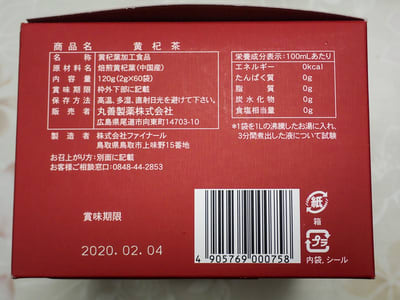 商品名 黄杞茶
名称 黄杞葉加工食品
原材料名 焙煎黄杞葉(中国産)
内容量 120g(2g×60袋)
賞味期限 枠外下部に記載
保存方法 高温、多湿、直射日光を避けて下さい。
販売者 丸善製薬株式会社
広島県尾道市向東町14703-10
製造者 株式会社ファイナール
鳥取県鳥取市上味野15番地
お召上がり方:別面に記載
お客様ご相談窓口:0848-44-2853
栄養成分表示:100mLあたり
エネルギー 0kcal
たんぱく質 0g
脂質 0g
炭水化物 0g
食塩相当量 0g
*1袋を1Lの沸騰したお湯に入れ、
3分間煮出した液について試験
賞味期限
2020.02.04
4 905769 000758
紙
箱
プラ
内袋、シール